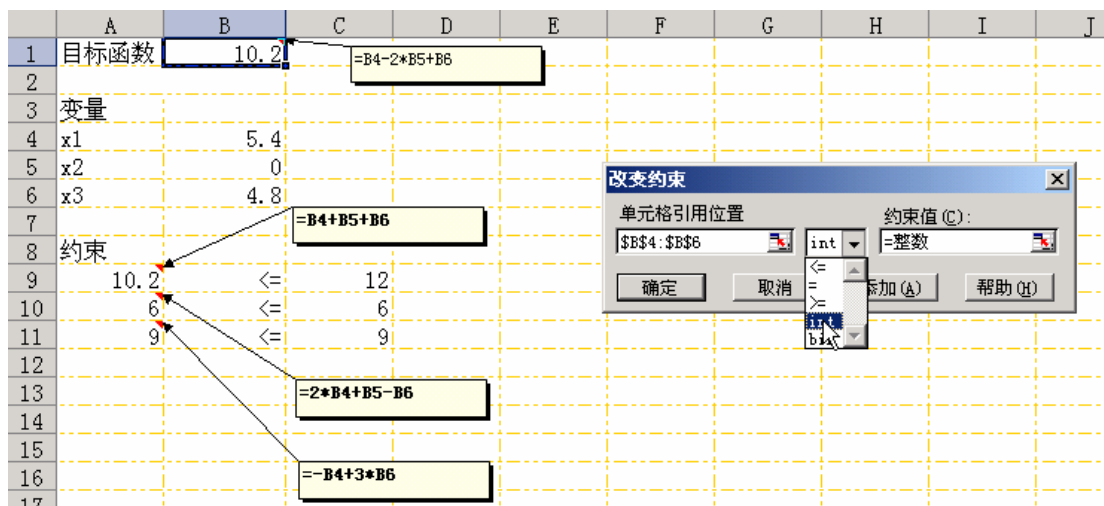 A B C D E F G H I J
1 目标函数 10.2 =B4-2*B5+B6
2
3 变量
4 x1 5.4
5 x2 0
6 x3 4.8
7 =B4+B5+B6
8 约束
9 10.2 <= 12
10 6 <= 6
11 9 <= 9
12
13 =2*B4+B5-B6
14
15
16 =-B4+3*B6
17
改变约束
单元格引用位置 约束值(C):
$B$4:$B$6 int =整数
确定 取消 添加(A) 帮助(H)
<=
=
>=
int